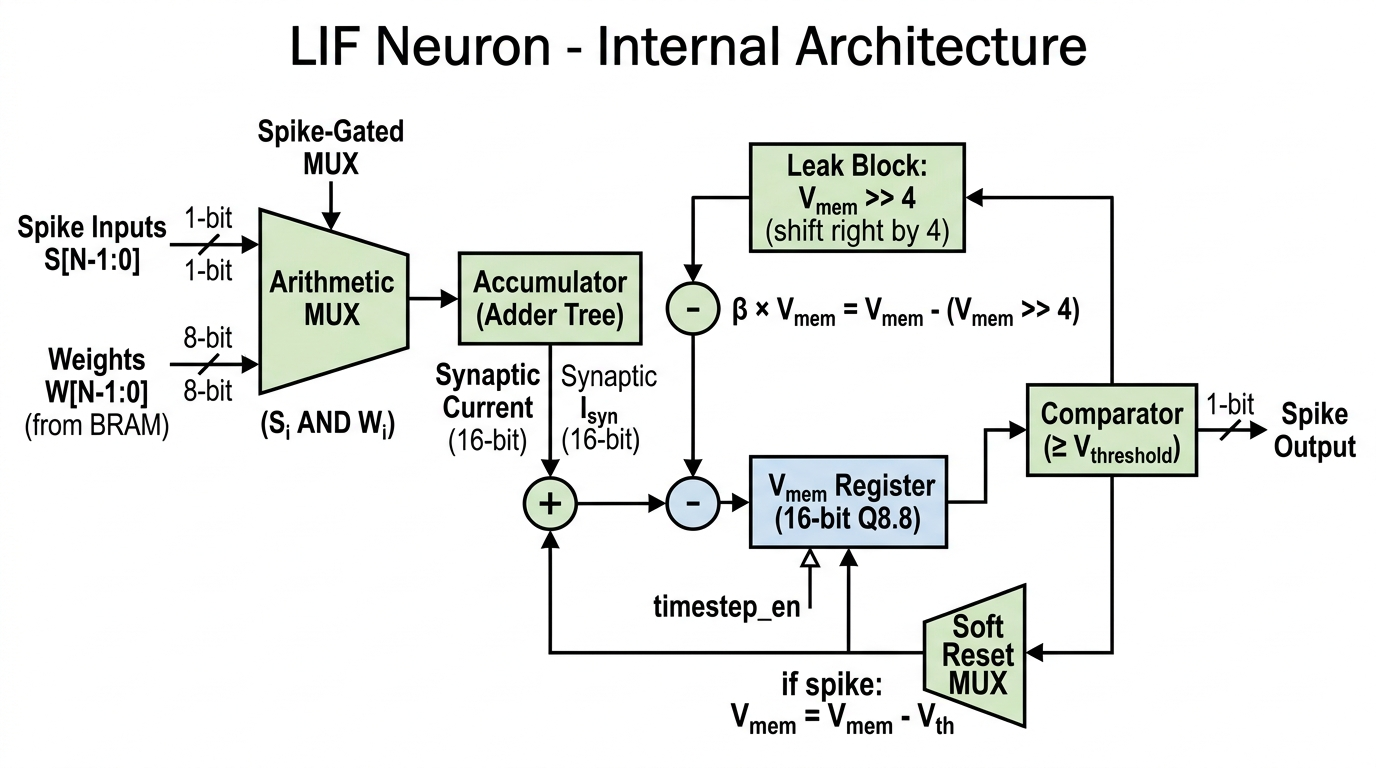 LIF Neuron - Internal Architecture
Spike-Gated
MUX
Spike Inputs
S[N-1:0]
1-bit
1-bit
Weights
W[N-1:0]
(from BRAM)
8-bit
8-bit
Arithmetic
MUX
(Si AND Wi)
Accumulator
(Adder Tree)
Synaptic
Current
(16-bit)
Synaptic
Isyn
(16-bit)
+
-
-
Leak Block:
Vmem >> 4
(shift right by 4)
β × Vmem = Vmem - (Vmem >> 4)
Vmem Register
(16-bit Q8.8)
timestep_en
Comparator
(≥ Vthreshold)
1-bit
Spike
Output
Soft
Reset
MUX
if spike:
Vmem = Vmem - Vth